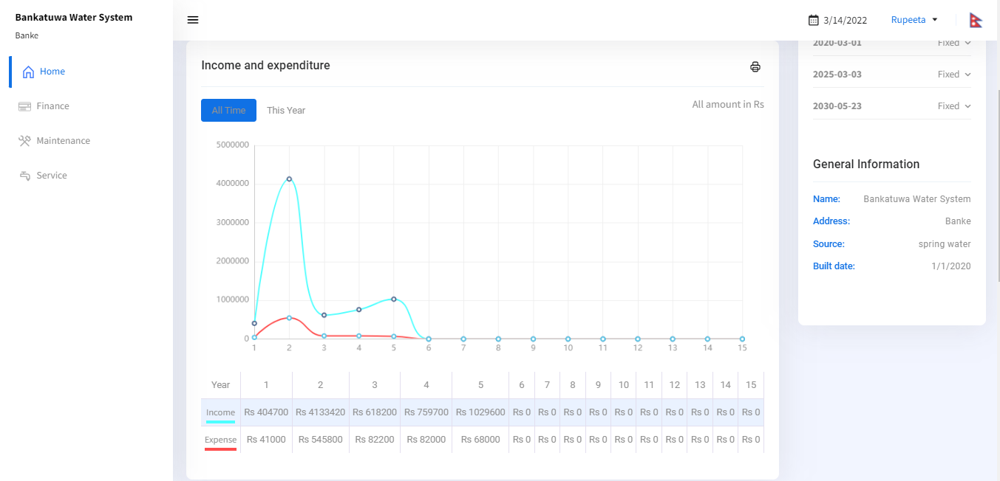 Bankatuwa Water System
Banke
Home
Finance
Maintenance
Service
3/14/2022
Rupeeta
Income and expenditure
All Time
This Year
All amount in Rs
5000000
4000000
3000000
2000000
1000000
0
1 2 3 4 5 6 7 8 9 10 11 12 13 14 15
Year 1 2 3 4 5 6 7 8 9 10 11 12 13 14 15
Income Rs 404700 Rs 4133420 Rs 618200 Rs 759700 Rs 1029600 Rs 0 Rs 0 Rs 0 Rs 0 Rs 0 Rs 0 Rs 0 Rs 0 Rs 0 Rs 0
Expense Rs 41000 Rs 545800 Rs 82200 Rs 82000 Rs 68000 Rs 0 Rs 0 Rs 0 Rs 0 Rs 0 Rs 0 Rs 0 Rs 0 Rs 0 Rs 0
2020-03-01 Fixed
2025-03-03 Fixed
2030-05-23 Fixed
General Information
Name: Bankatuwa Water System
Address: Banke
Source: spring water
Built date: 1/1/2020